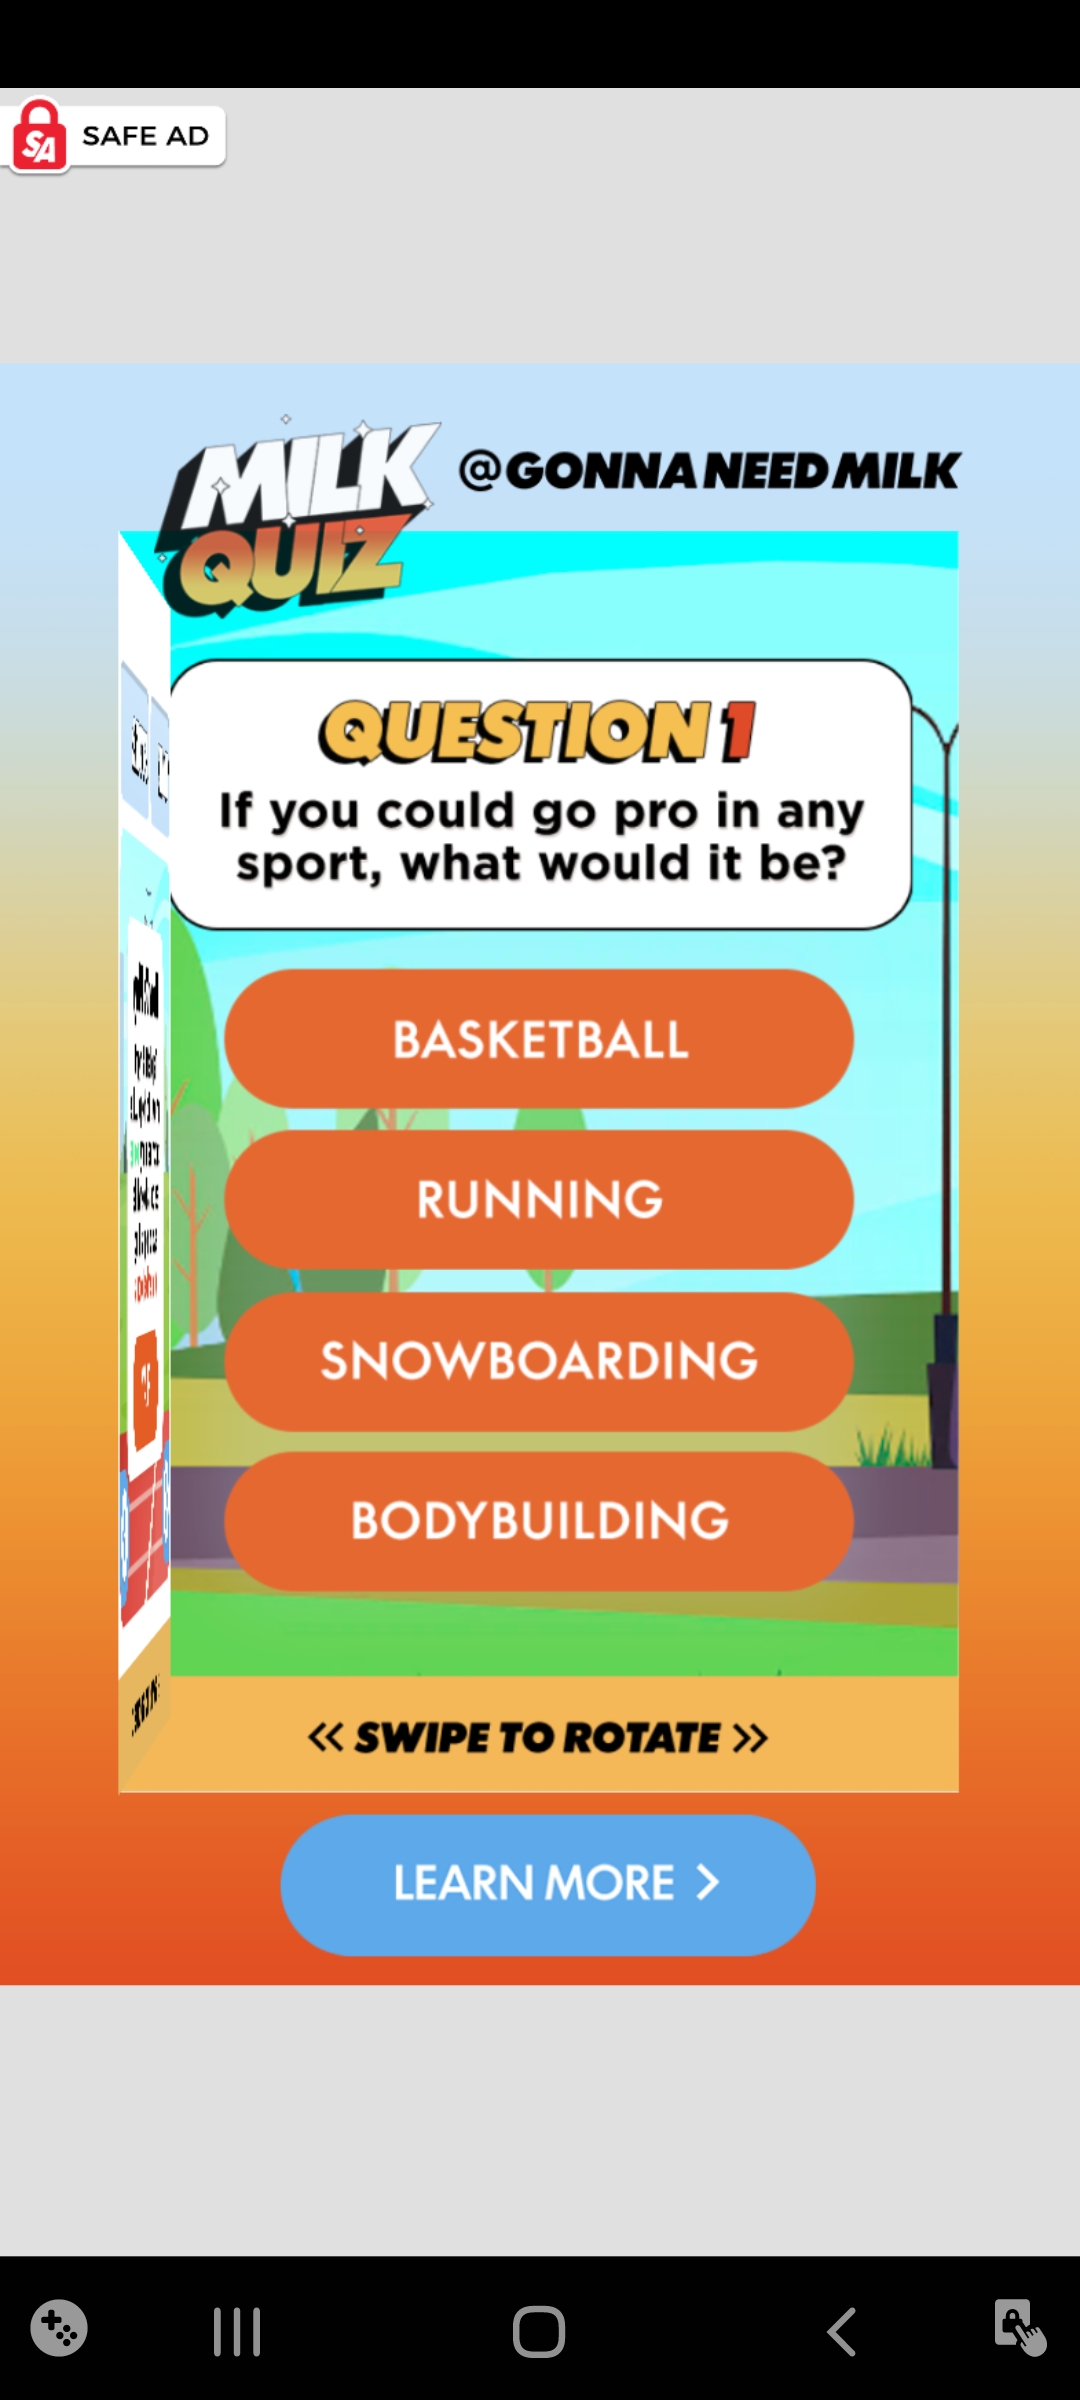 SAFE AD
MILK
QUIZ
@GONNANEEDMILK
QUESTION 1
If you could go pro in any
sport, what would it be?
BASKETBALL
RUNNING
SNOWBOARDING
BODYBUILDING
<< SWIPE TO ROTATE >>
LEARN MORE >